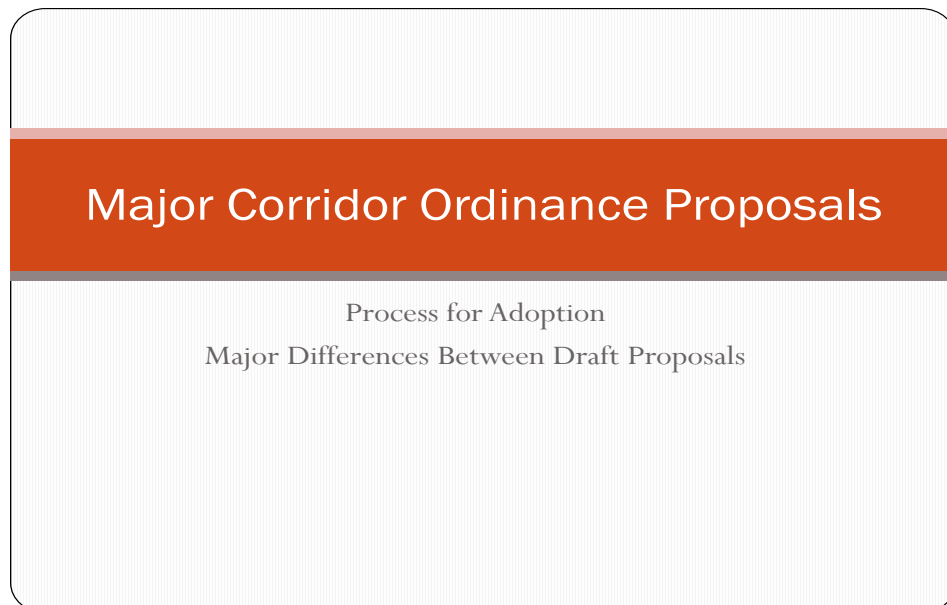 Major Corridor Ordinance Proposals
Process for Adoption
Major Differences Between Draft Proposals